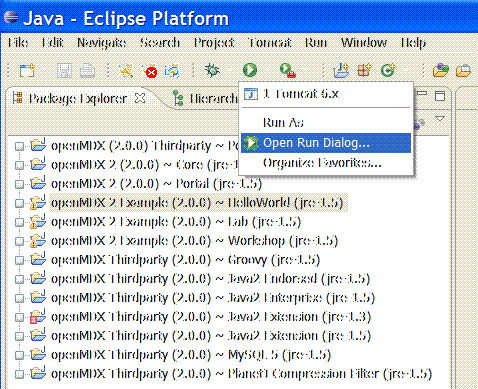 Java - Eclipse Platform
File Edit Navigate Search Project Tomcat Run Window Help
Package Explorer Hierarch
1 Tomcat 6.x
Run As
Open Run Dialog...
Organize Favorites...
openMDX (2.0.0) Thirdparty ~ Po
openMDX 2 (2.0.0) ~ Core (jre-1.5)
openMDX 2 (2.0.0) ~ Portal (jre-1.5)
openMDX 2 Example (2.0.0) ~ HelloWorld (jre-1.5)
openMDX 2 Example (2.0.0) ~ Lab (jre-1.5)
openMDX 2 Example (2.0.0) ~ Workshop (jre-1.5)
openMDX Thirdparty (2.0.0) ~ Groovy (jre-1.5)
openMDX Thirdparty (2.0.0) ~ Java2 Endorsed (jre-1.5)
openMDX Thirdparty (2.0.0) ~ Java2 Enterprise (jre-1.5)
openMDX Thirdparty (2.0.0) ~ Java2 Extension (jre-1.3)
openMDX Thirdparty (2.0.0) ~ Java2 Extension (jre-1.5)
openMDX Thirdparty (2.0.0) ~ MySQL 5 (jre-1.5)
openMDX Thirdparty (2.0.0) ~ PlanetJ Compression Filter (jre-1.5)